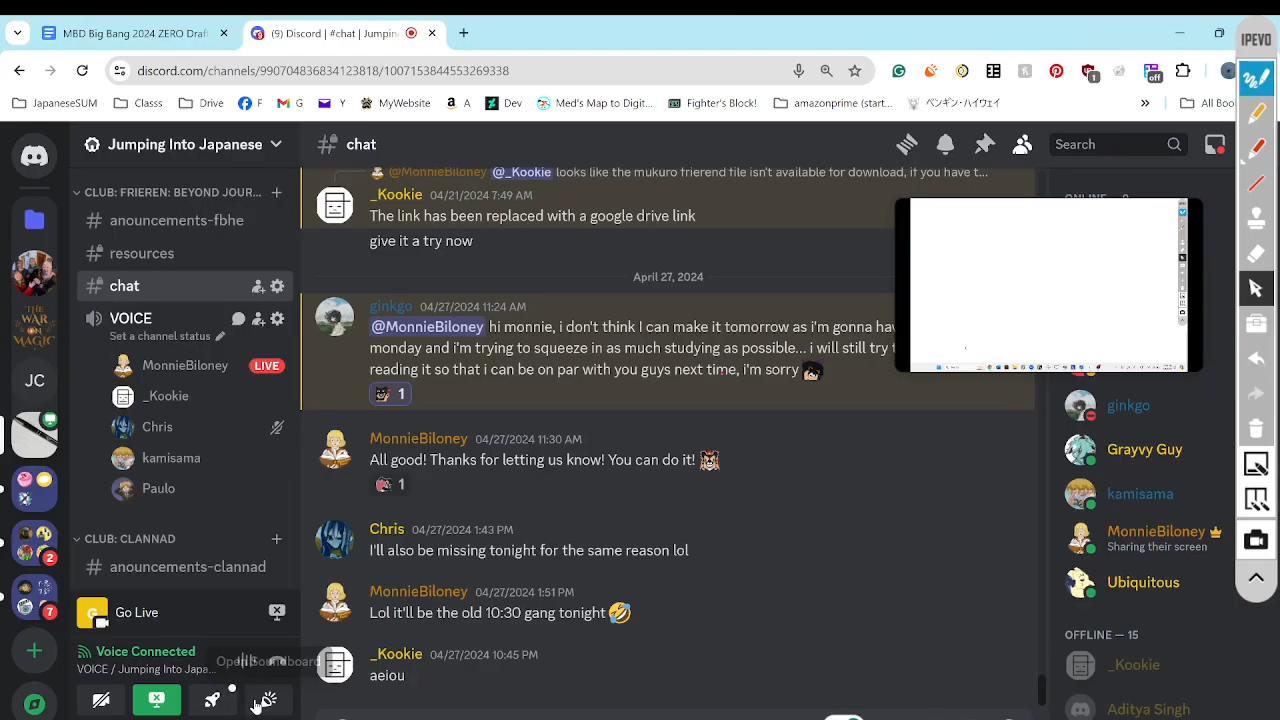 MBD Big Bang 2024 ZERO Draf
(9) Discord | #chat | Jumpin
IPEVO
discord.com/channels/990704836834123818/1007153844553269338
1
off
JapaneseSUM
Classs
Drive
F
G
Y
MyWebsite
A
Dev
Med's Map to Digit...
Fighter's Block!
amazonprime (start...
ペンギン・ハイウェイ
All Boo
Jumping Into Japanese
chat
Search
CLUB: FRIEREN: BEYOND JOUR...
anouncements-fbhe
resources
chat
VOICE
Set a channel status
MonnieBiloney
LIVE
_Kookie
Chris
kamisama
Paulo
CLUB: CLANNAD
anouncements-clannad
Go Live
Voice Connected
VOICE / Jumping Into Japa...
Open Soundboard
THE WAR ON MAGIC
JC
2
7
@MonnieBiloney @_Kookie looks like the mukuro frierend file isn't available for download, if you have t...
_Kookie 04/21/2024 7:49 AM
The link has been replaced with a google drive link
give it a try now
April 27, 2024
ginkgo 04/27/2024 11:24 AM
@MonnieBiloney hi monnie, i don't think I can make it tomorrow as i'm gonna hav
monday and i'm trying to squeeze in as much studying as possible... i will still try t
reading it so that i can be on par with you guys next time, i'm sorry
1
MonnieBiloney 04/27/2024 11:30 AM
All good! Thanks for letting us know! You can do it!
1
Chris 04/27/2024 1:43 PM
I'll also be missing tonight for the same reason lol
MonnieBiloney 04/27/2024 1:51 PM
Lol it'll be the old 10:30 gang tonight
_Kookie 04/27/2024 10:45 PM
aeiou
ginkgo
Grayvy Guy
kamisama
MonnieBiloney
Sharing their screen
Ubiquitous
OFFLINE — 15
_Kookie
Aditya Singh